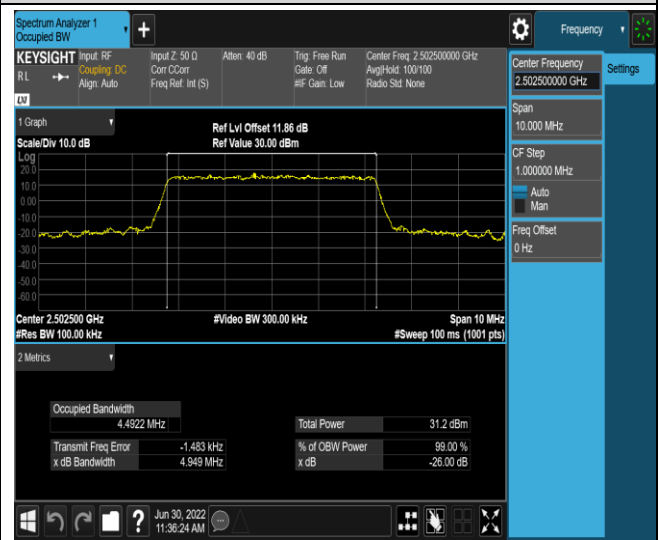 Spectrum Analyzer 1
Occupied BW
+
Frequency
KEYSIGHT
Input: RF
Coupling: DC
Align: Auto
Input Z: 50 Ω
Corr CCorr
Freq Ref: Int (S)
Atten: 40 dB
Trig: Free Run
Gate: Off
#IF Gain: Low
Center Freq: 2.502500000 GHz
Avg|Hold: 100/100
Radio Std: None
RL
LXI
Center Frequency
2.502500000 GHz
Settings
Span
10.000 MHz
CF Step
1.000000 MHz
Auto
Man
Freq Offset
0 Hz
1 Graph
Scale/Div 10.0 dB
Ref Lvl Offset 11.86 dB
Ref Value 30.00 dBm
Log
20.0
10.0
0.00
-10.0
-20.0
-30.0
-40.0
-50.0
-60.0
Center 2.502500 GHz
#Video BW 300.00 kHz
Span 10 MHz
#Res BW 100.00 kHz
#Sweep 100 ms (1001 pts)
2 Metrics
Occupied Bandwidth
4.4922 MHz
Total Power
31.2 dBm
Transmit Freq Error
-1.483 kHz
% of OBW Power
99.00 %
x dB Bandwidth
4.949 MHz
x dB
-26.00 dB
?
Jun 30, 2022
11:36:24 AM